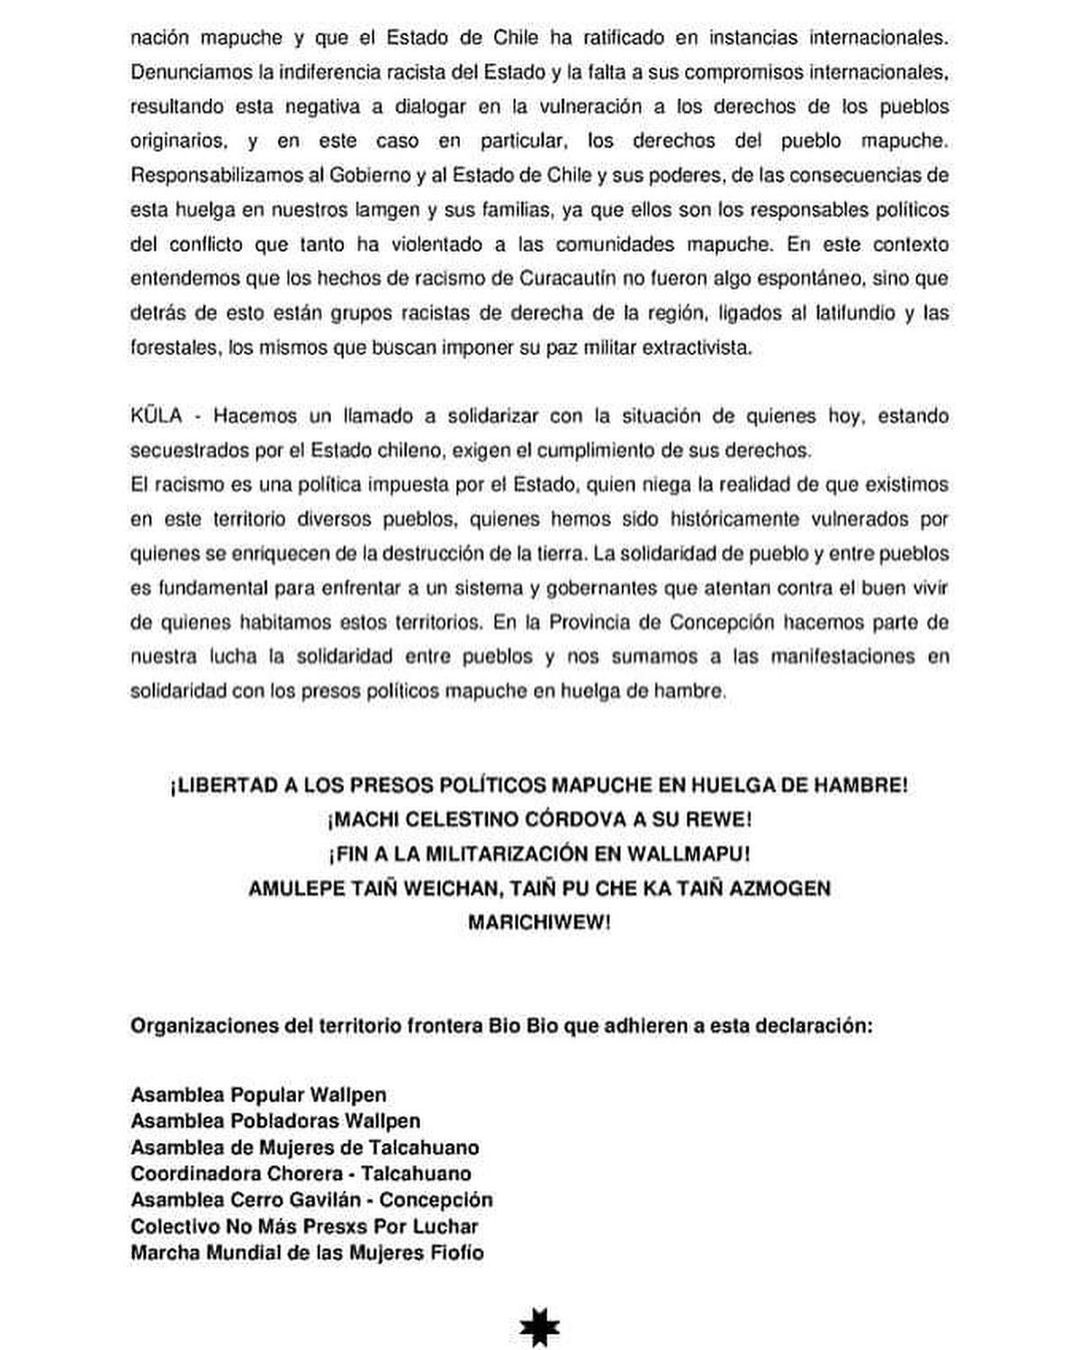 nación mapuche y que el Estado de Chile ha ratificado en instancias internacionales.
Denunciamos la indiferencia racista del Estado y la falta a sus compromisos internacionales,
resultando esta negativa a dialogar en la vulneración a los derechos de los pueblos
originarios, y en este caso en particular, los derechos del pueblo mapuche.
Responsabilizamos al Gobierno y al Estado de Chile y sus poderes, de las consecuencias de
esta huelga en nuestros lamgen y sus familias, ya que ellos son los responsables políticos
del conflicto que tanto ha violentado a las comunidades mapuche. En este contexto
entendemos que los hechos de racismo de Curacautín no fueron algo espontáneo, sino que
detrás de esto están grupos racistas de derecha de la región, ligados al latifundio y las
forestales, los mismos que buscan imponer su paz militar extractivista.
KÜLA - Hacemos un llamado a solidarizar con la situación de quienes hoy, estando
secuestrados por el Estado chileno, exigen el cumplimiento de sus derechos.
El racismo es una política impuesta por el Estado, quien niega la realidad de que existimos
en este territorio diversos pueblos, quienes hemos sido históricamente vulnerados por
quienes se enriquecen de la destrucción de la tierra. La solidaridad de pueblo y entre pueblos
es fundamental para enfrentar a un sistema y gobernantes que atentan contra el buen vivir
de quienes habitamos estos territorios. En la Provincia de Concepción hacemos parte de
nuestra lucha la solidaridad entre pueblos y nos sumamos a las manifestaciones en
solidaridad con los presos políticos mapuche en huelga de hambre.
¡LIBERTAD A LOS PRESOS POLÍTICOS MAPUCHE EN HUELGA DE HAMBRE!
¡MACHI CELESTINO CÓRDOVA A SU REWE!
¡FIN A LA MILITARIZACIÓN EN WALLMAPU!
AMULEPE TAIÑ WEICHAN, TAIÑ PU CHE KA TAIÑ AZMOGEN
MARICHIWEW!
Organizaciones del territorio frontera Bio Bio que adhieren a esta declaración:
Asamblea Popular Wallpen
Asamblea Pobladoras Wallpen
Asamblea de Mujeres de Talcahuano
Coordinadora Chorera - Talcahuano
Asamblea Cerro Gavilán - Concepción
Colectivo No Más Presxs Por Luchar
Marcha Mundial de las Mujeres Fiofío